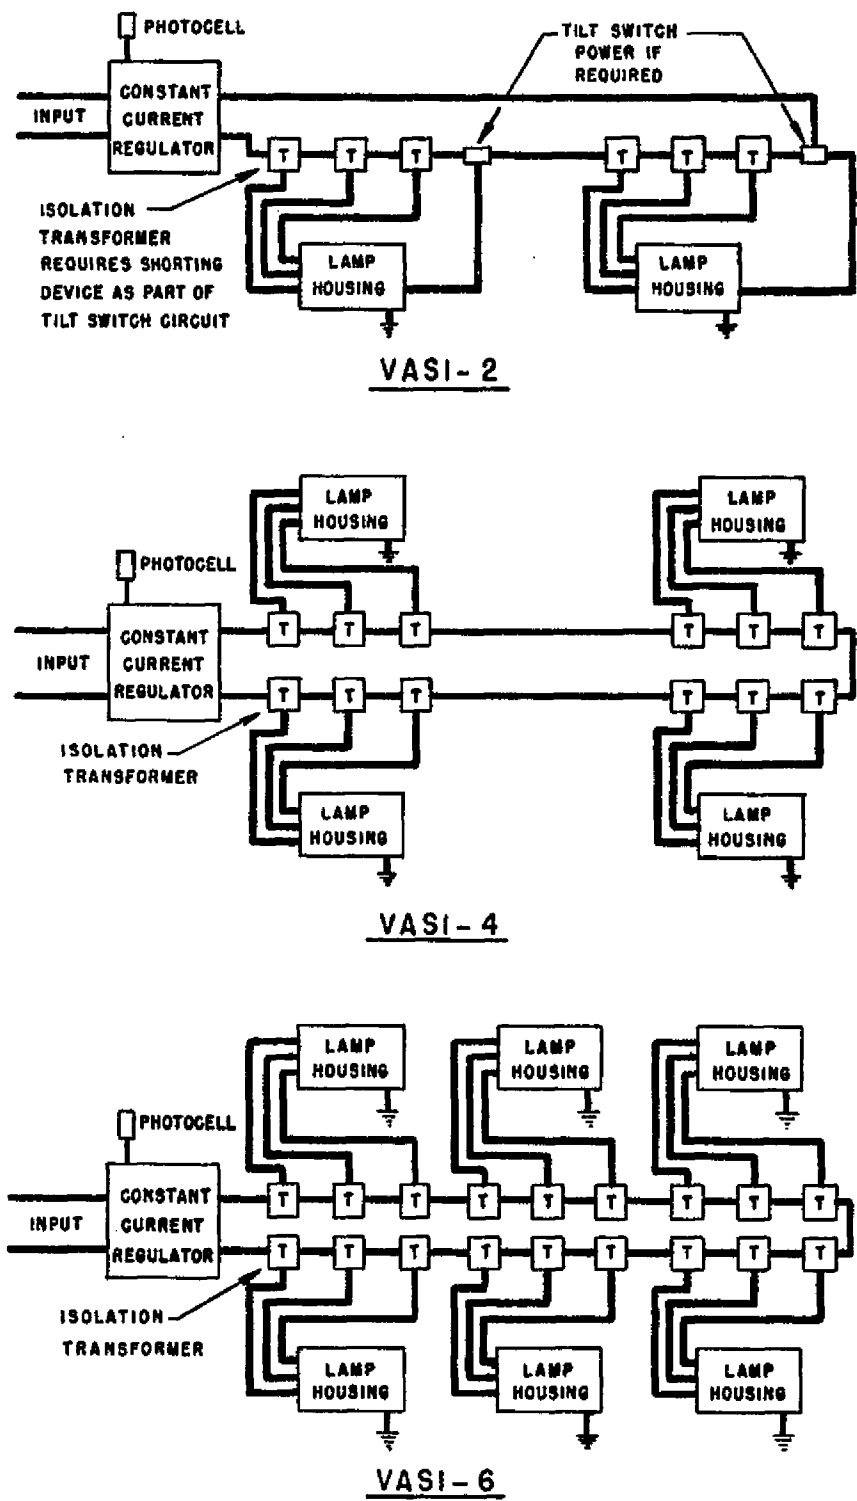 PHOTOCELL
TILT SWITCH
POWER IF
REQUIRED
INPUT
CONSTANT
CURRENT
REGULATOR
T T T T T T
ISOLATION
TRANSFORMER
REQUIRES SHORTING
DEVICE AS PART OF
TILT SWITCH CIRCUIT
LAMP
HOUSING
LAMP
HOUSING
VASI-2
LAMP
HOUSING
LAMP
HOUSING
PHOTOCELL
INPUT
CONSTANT
CURRENT
REGULATOR
T T T T T T
T T T T T T
ISOLATION
TRANSFORMER
LAMP
HOUSING
LAMP
HOUSING
VASI-4
LAMP
HOUSING
LAMP
HOUSING
LAMP
HOUSING
PHOTOCELL
INPUT
CONSTANT
CURRENT
REGULATOR
T T T T T T T T T
T T T T T T T T T
ISOLATION
TRANSFORMER
LAMP
HOUSING
LAMP
HOUSING
LAMP
HOUSING
VASI-6